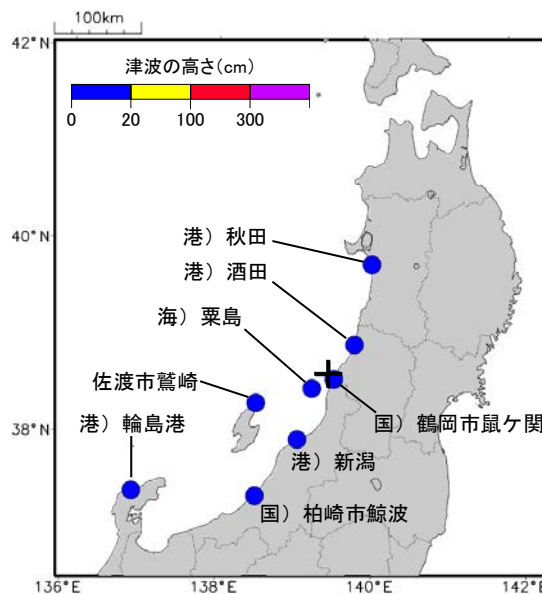 100km
42°N
津波の高さ(cm)
0 20 100 300
40°N
港）秋田
港）酒田
海）粟島
佐渡市鷲崎
国）鶴岡市鼠ケ関
38°N
港）輪島港
港）新潟
国）柏崎市鯨波
136°E 138°E 140°E 142°E